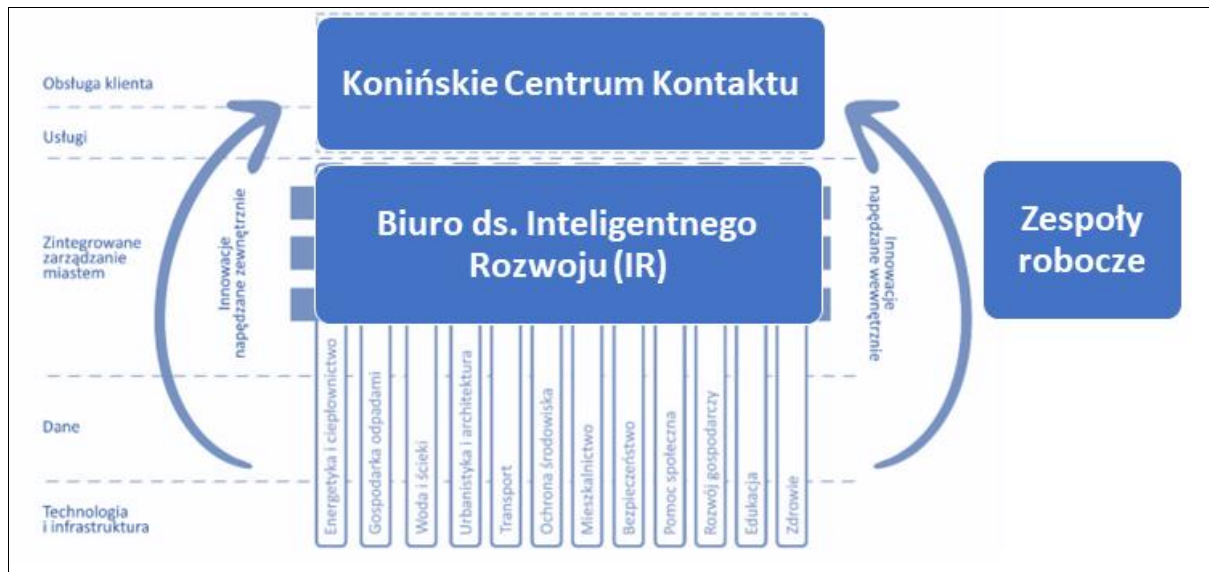 Obsługa klienta
Usługi
Zintegrowane
zarządzanie
miastem
Dane
Technologia
i infrastruktura
Innowacje
napędzane zewnętrznie
Konińskie Centrum Kontaktu
Biuro ds. Inteligentnego
Rozwoju (IR)
Energetyka i ciepłownictwo
Gospodarka odpadami
Woda i ścieki
Urbanistyka i architektura
Transport
Ochrona środowiska
Mieszkalnictwo
Bezpieczeństwo
Pomoc społeczna
Rozwój gospodarczy
Edukacja
Zdrowie
Innowacje
napędzane wewnętrznie
Zespoły
robocze